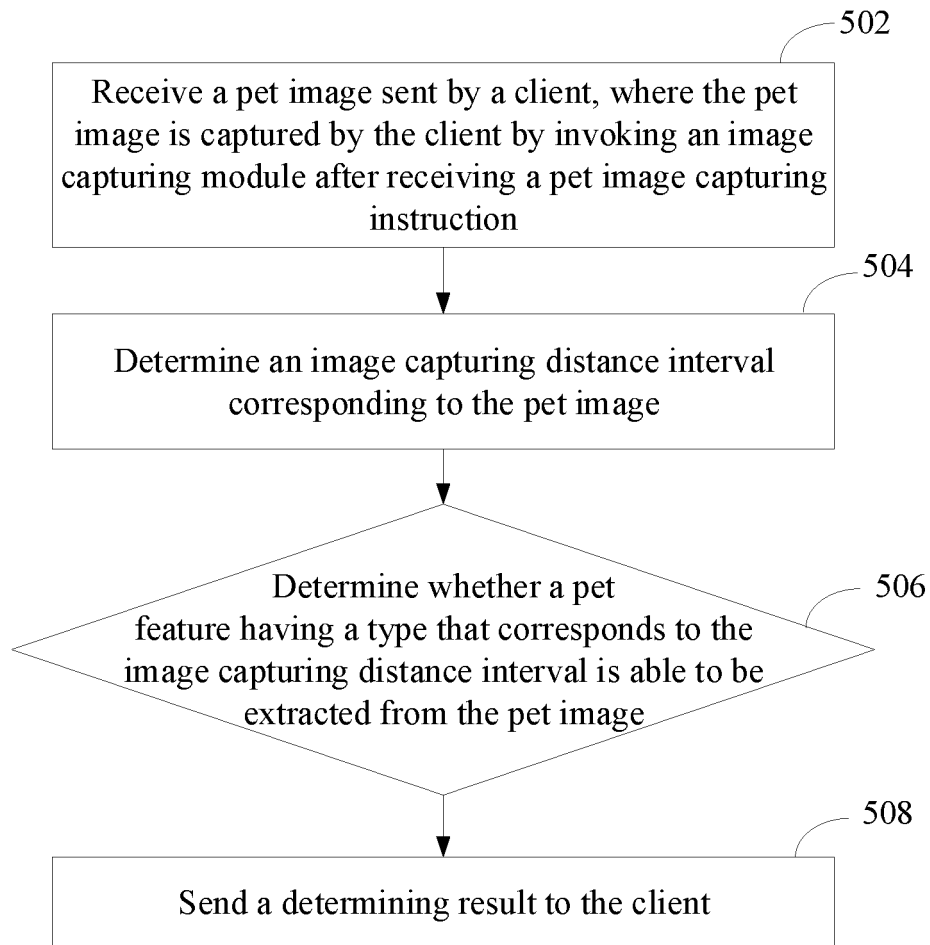 502
Receive a pet image sent by a client, where the pet
image is captured by the client by invoking an image
capturing module after receiving a pet image capturing
instruction
504
Determine an image capturing distance interval
corresponding to the pet image
506
Determine whether a pet
feature having a type that corresponds to the
image capturing distance interval is able to be
extracted from the pet image
508
Send a determining result to the client